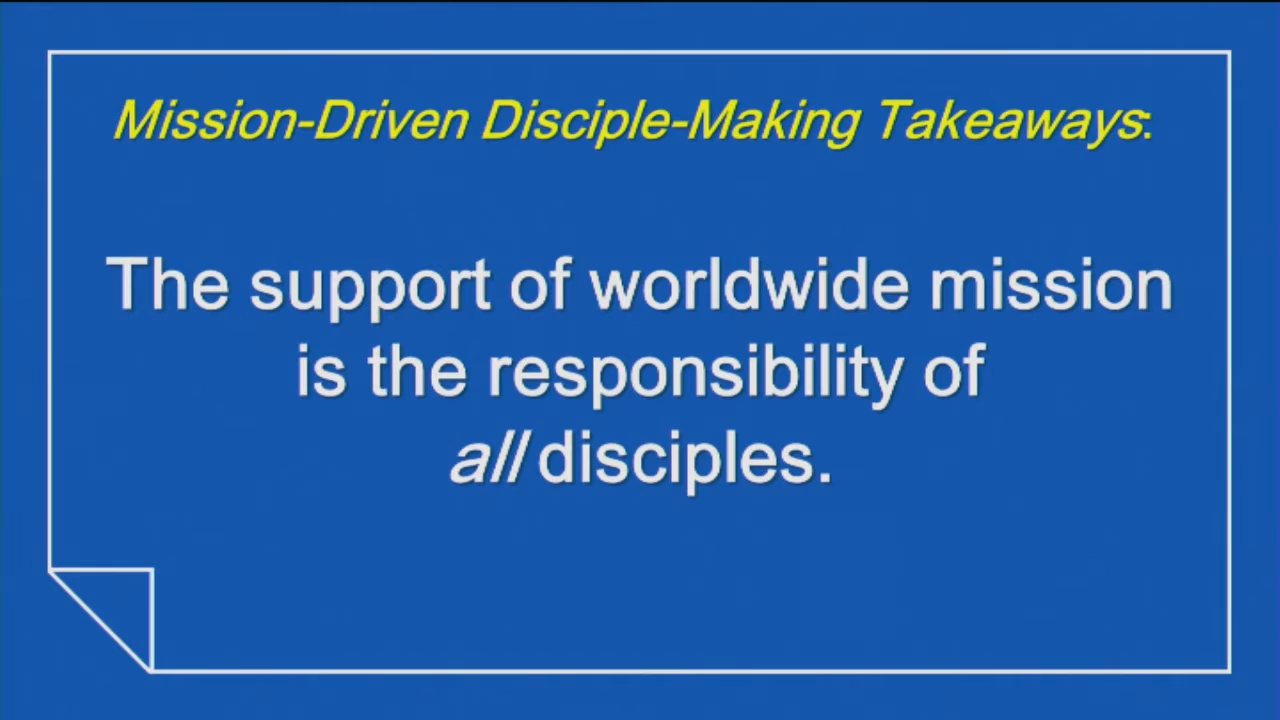 Mission-Driven Disciple-Making Takeaways:
The support of worldwide mission
is the responsibility of
all disciples.